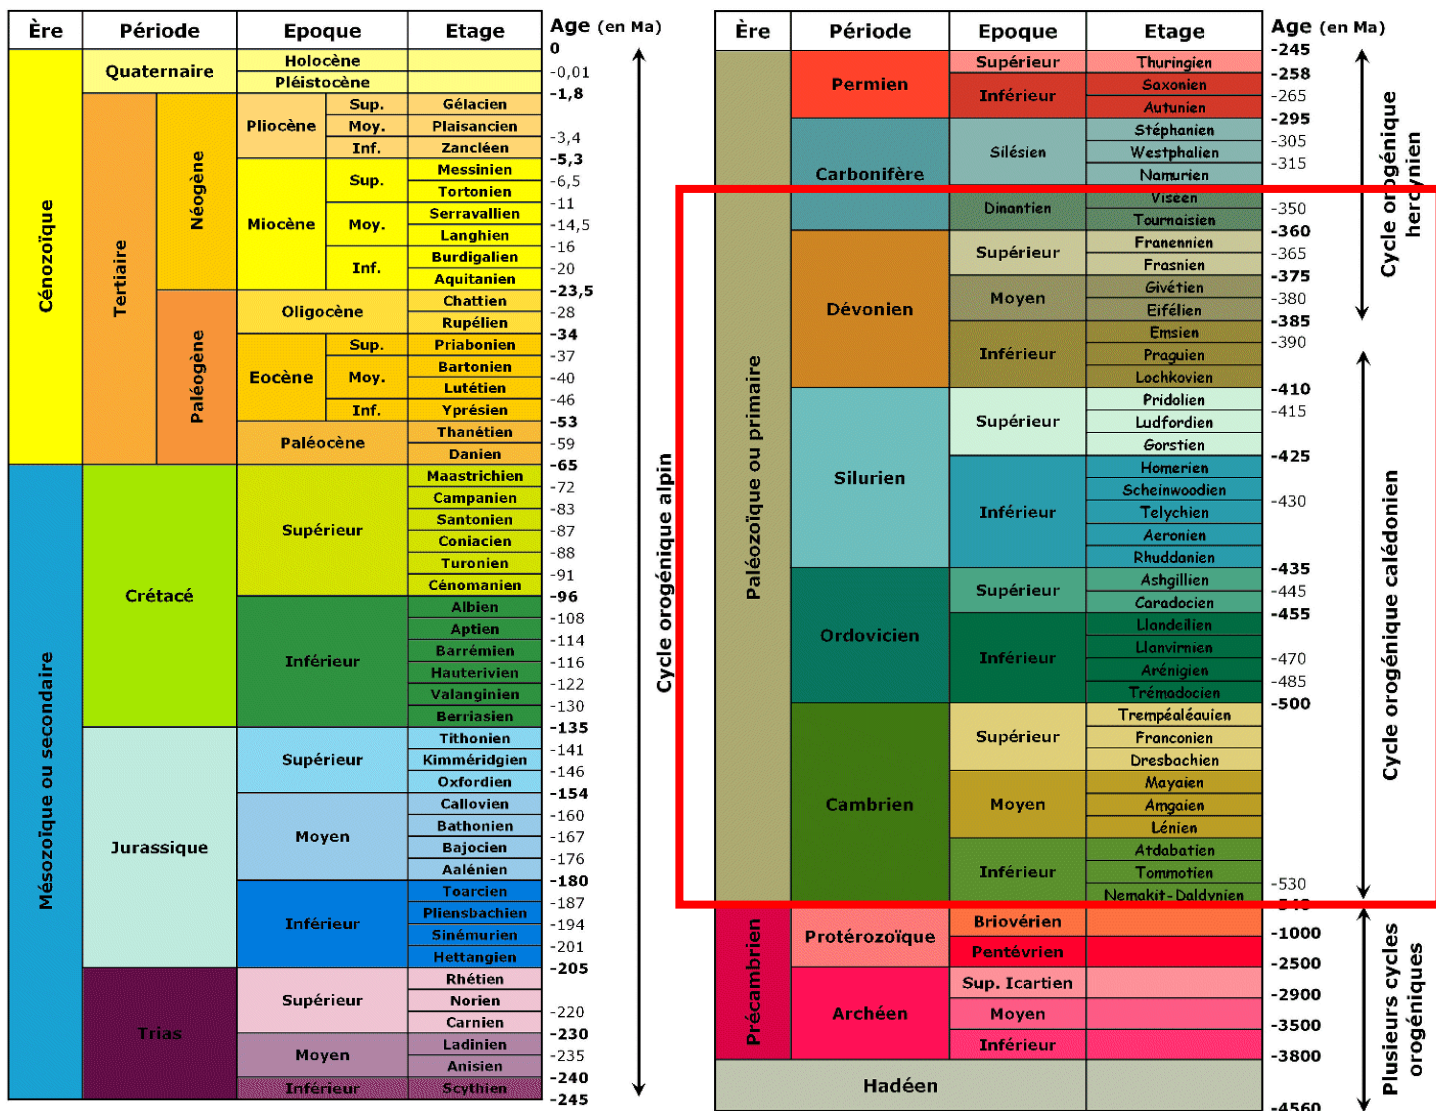 Ère Période Epoque Etage Age (en Ma)
0
Quaternaire Holocène
-0,01
Pléistocène
-1,8
Cénozoïque Tertiaire Néogène Pliocène Sup. Gélacien
Moy. Plaisancien
-3,4
Inf. Zancléen
-5,3
Miocène Sup. Messinien
-6,5
Tortonien
-11
Moy. Serravallien
-14,5
Langhien
-16
Inf. Burdigalien
-20
Aquitanien
-23,5
Paléogène Oligocène Chattien
-28
Rupélien
-34
Eocène Sup. Priabonien
-37
Moy. Bartonien
-40
Lutétien
-46
Inf. Yprésien
-53
Paléocène Thanétien
-59
Danien
-65
Mésozoïque ou secondaire Crétacé Supérieur Maastrichien
-72
Campanien
-83
Santonien
-87
Coniacien
-88
Turonien
-91
Cénomanien
-96
Inférieur Albien
-108
Aptien
-114
Barrémien
-116
Hauterivien
-122
Valanginien
-130
Berriasien
-135
Jurassique Supérieur Tithonien
-141
Kimméridgien
-146
Oxfordien
-154
Moyen Callovien
-160
Bathonien
-167
Bajocien
-176
Aalénien
-180
Inférieur Toarcien
-187
Pliensbachien
-194
Sinémurien
-201
Hettangien
-205
Trias Supérieur Rhétien
Norien
-220
Carnien
-230
Moyen Ladinien
-235
Anisien
-240
Inférieur Scythien
-245
Cycle orogénique alpin
Ère Période Epoque Etage Age (en Ma)
-245
Paléozoïque ou primaire Permien Supérieur Thuringien
-258
Inférieur Saxonien
-265
Autunien
-295
Carbonifère Silésien Stéphanien
-305
Westphalien
-315
Namurien
Dinantien Viséen
-350
Tournaisien
-360
Dévonien Supérieur Franennien
-365
Frasnien
-375
Moyen Givétien
-380
Eifélien
-385
Inférieur Emsien
-390
Praguien
Lochkovien
-410
Silurien Supérieur Pridolien
-415
Ludfordien
Gorstien
-425
Inférieur Homerien
Scheinwoodien
-430
Telychien
Aeronien
Rhuddanien
-435
Ordovicien Supérieur Ashgillien
-445
Caradocien
-455
Inférieur Llandeilien
Llanvirnien
-470
Arénigien
-485
Trémadocien
-500
Cambrien Supérieur Trempéaléauien
Franconien
Dresbachien
Moyen Mayaien
Amgaien
Lénien
Inférieur Atdabatien
Tommotien
-530
Nemakit-Daldynien
Précambrien Protérozoïque Briovérien
-1000
Pentévrien
-2500
Archéen Sup. Icartien
-2900
Moyen
-3500
Inférieur
-3800
Hadéen
-4560
Cycle orogénique
hercynien
Cycle orogénique calédonien
Plusieurs cycles
orogéniques